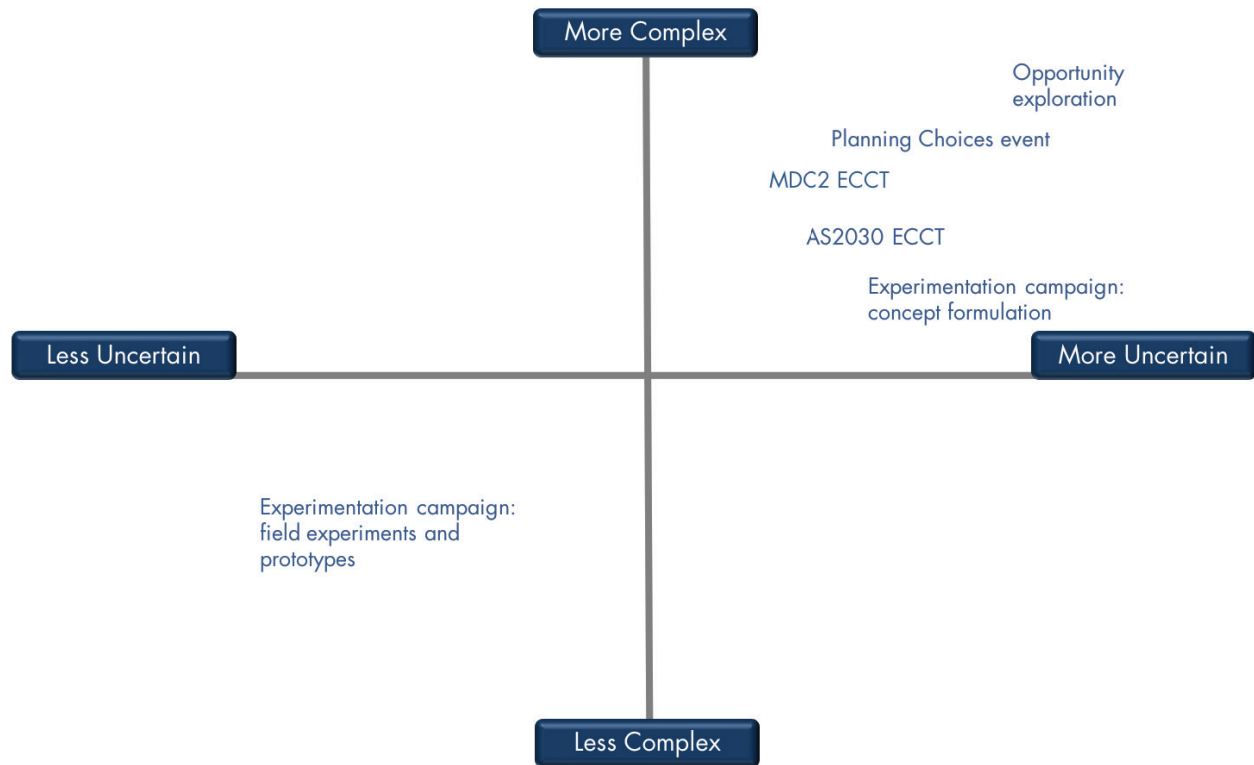 More Complex
Opportunity
exploration
Planning Choices event
MDC2 ECCT
AS2030 ECCT
Experimentation campaign:
concept formulation
Less Uncertain
More Uncertain
Experimentation campaign:
field experiments and
prototypes
Less Complex